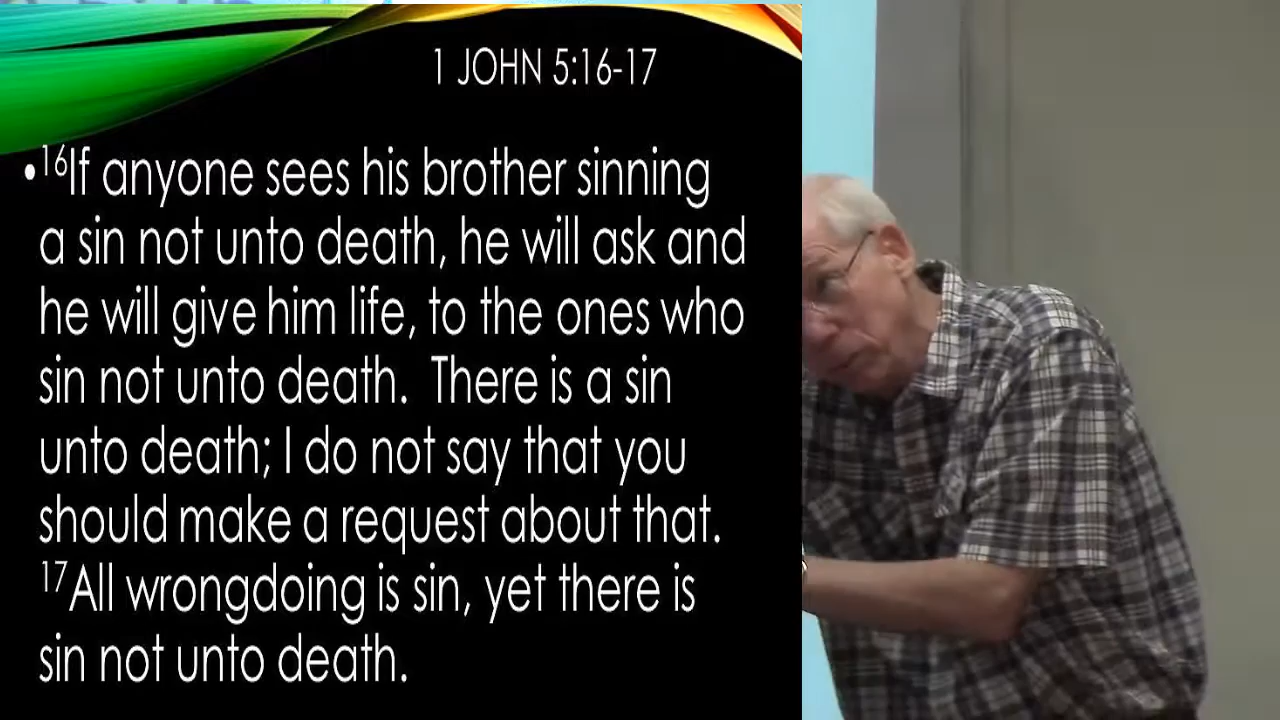 1 JOHN 5:16-17
•¹⁶If anyone sees his brother sinning
a sin not unto death, he will ask and
he will give him life, to the ones who
sin not unto death.  There is a sin
unto death; I do not say that you
should make a request about that.
¹⁷All wrongdoing is sin, yet there is
sin not unto death.